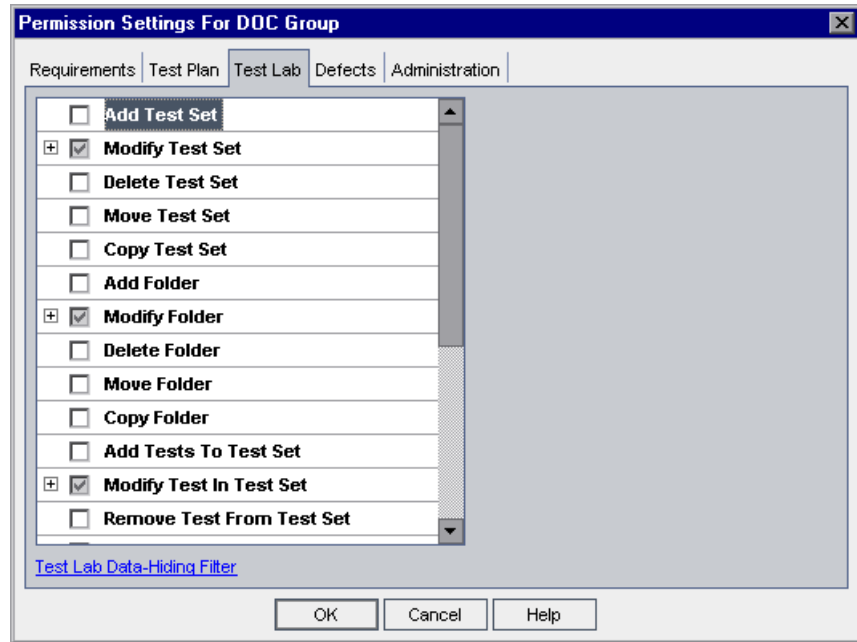 Permission Settings For DOC Group
Requirements Test Plan Test Lab Defects Administration
Add Test Set
Modify Test Set
Delete Test Set
Move Test Set
Copy Test Set
Add Folder
Modify Folder
Delete Folder
Move Folder
Copy Folder
Add Tests To Test Set
Modify Test In Test Set
Remove Test From Test Set
Test Lab Data-Hiding Filter
OK Cancel Help